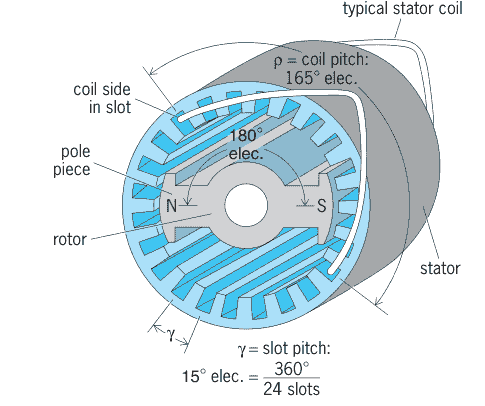 typical stator coil
ρ = coil pitch:
165° elec.
coil side
in slot
180°
elec.
pole
piece
N
S
rotor
stator
γ
γ = slot pitch:
15° elec. = 360°
24 slots